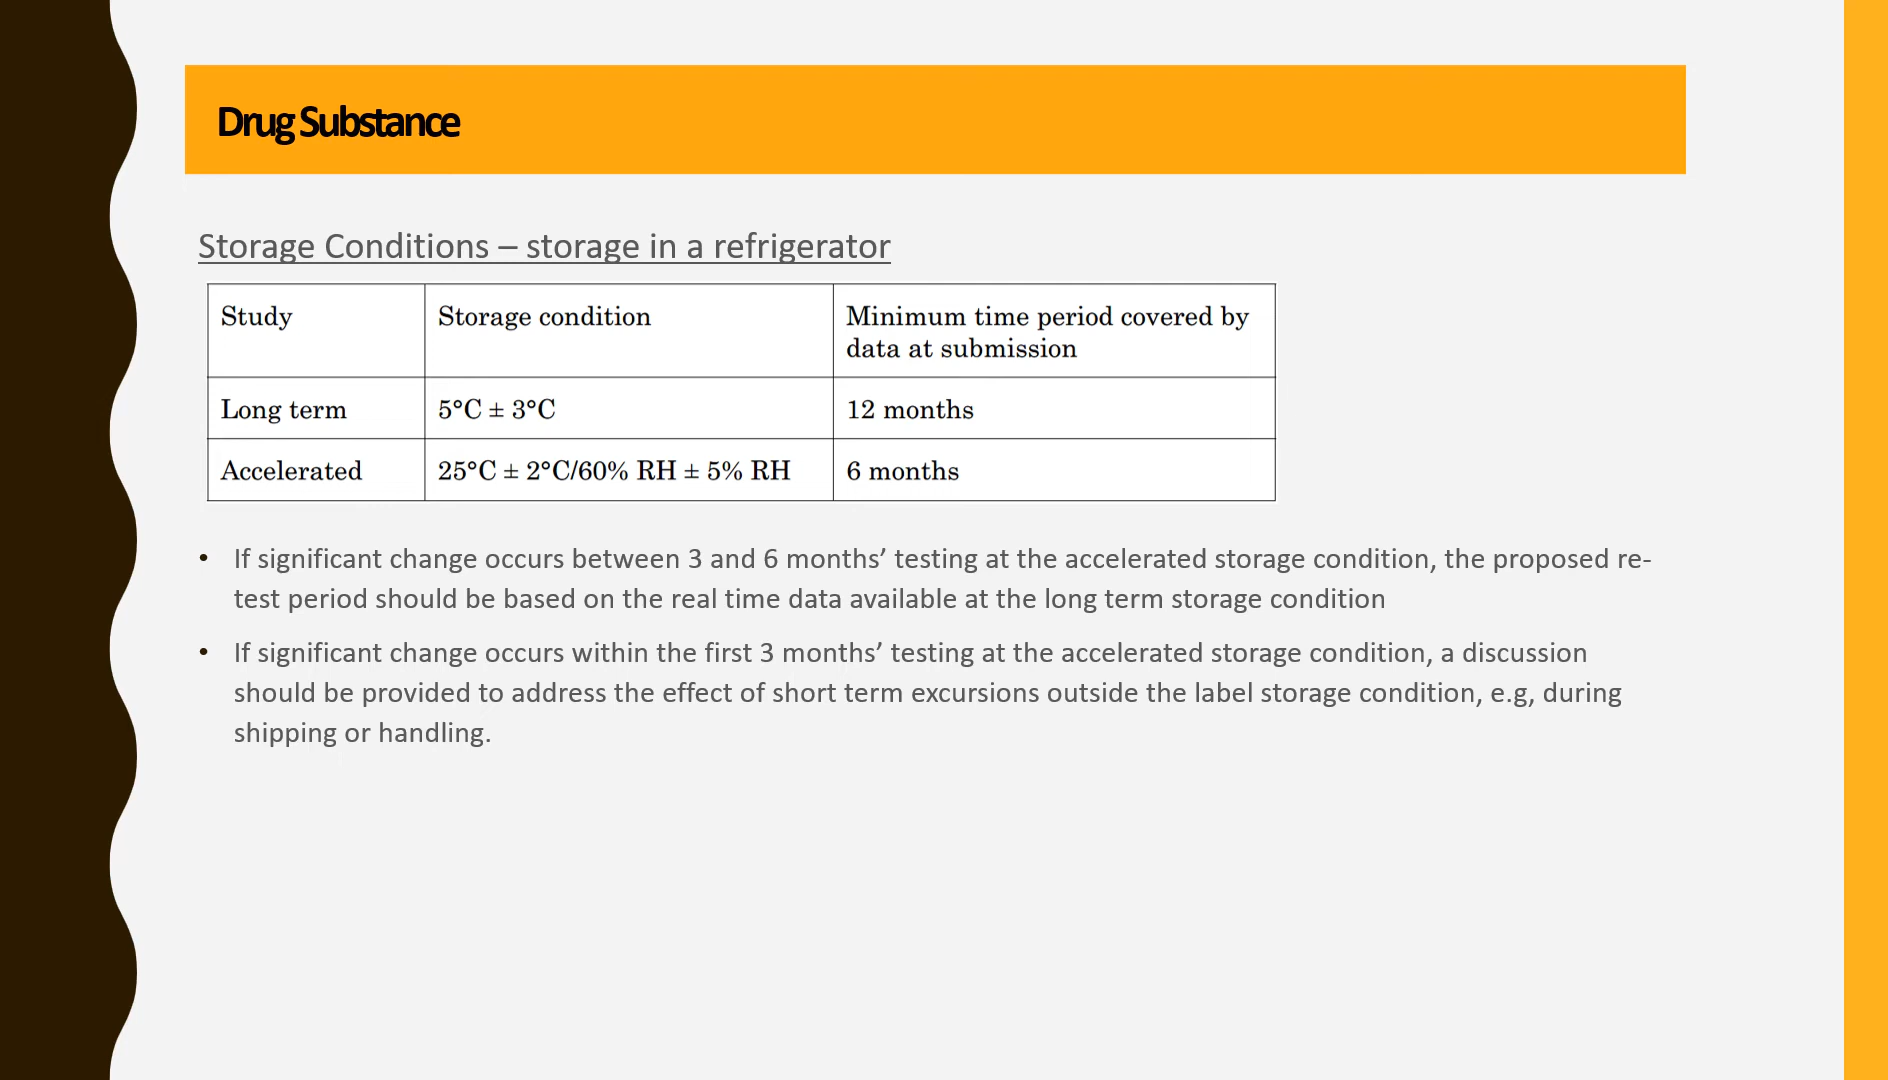 Drug Substance
Storage Conditions – storage in a refrigerator
Study Storage condition Minimum time period covered by
data at submission
Long term 5°C ± 3°C 12 months
Accelerated 25°C ± 2°C/60% RH ± 5% RH 6 months
• If significant change occurs between 3 and 6 months’ testing at the accelerated storage condition, the proposed re-
test period should be based on the real time data available at the long term storage condition
• If significant change occurs within the first 3 months’ testing at the accelerated storage condition, a discussion
should be provided to address the effect of short term excursions outside the label storage condition, e.g, during
shipping or handling.